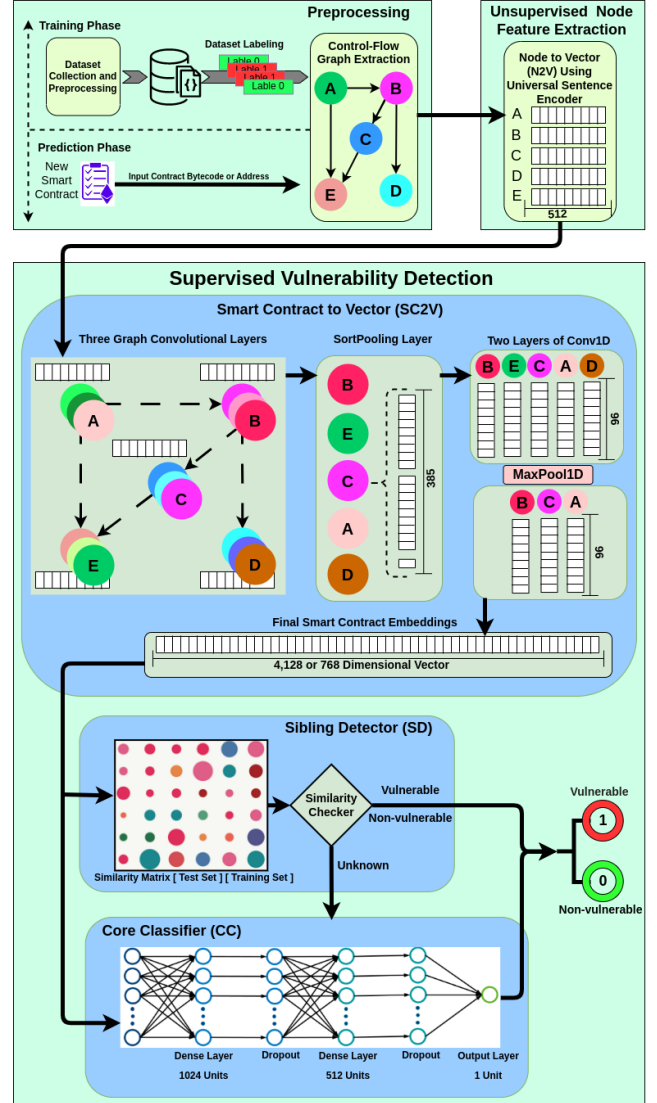 Preprocessing
Training Phase
Dataset
Collection and
Preprocessing
Dataset Labeling
Lable 0
Lable 1
Lable 1
Lable 0
{ }
Control-Flow
Graph Extraction
A
B
C
E
D
Prediction Phase
New
Smart
Contract
Input Contract Bytecode or Address
Unsupervised Node
Feature Extraction
Node to Vector
(N2V) Using
Universal Sentence
Encoder
A
B
C
D
E
512
Supervised Vulnerability Detection
Smart Contract to Vector (SC2V)
Three Graph Convolutional Layers
A
B
C
E
D
SortPooling Layer
B
E
C
A
D
385
Two Layers of Conv1D
B E C A D
96
MaxPool1D
B C A
96
Final Smart Contract Embeddings
4,128 or 768 Dimensional Vector
Sibling Detector (SD)
Similarity Matrix [ Test Set ] [ Training Set ]
Similarity
Checker
Vulnerable
Non-vulnerable
Unknown
Vulnerable
1
0
Non-vulnerable
Core Classifier (CC)
Dense Layer
1024 Units
Dropout
Dense Layer
512 Units
Dropout
Output Layer
1 Unit